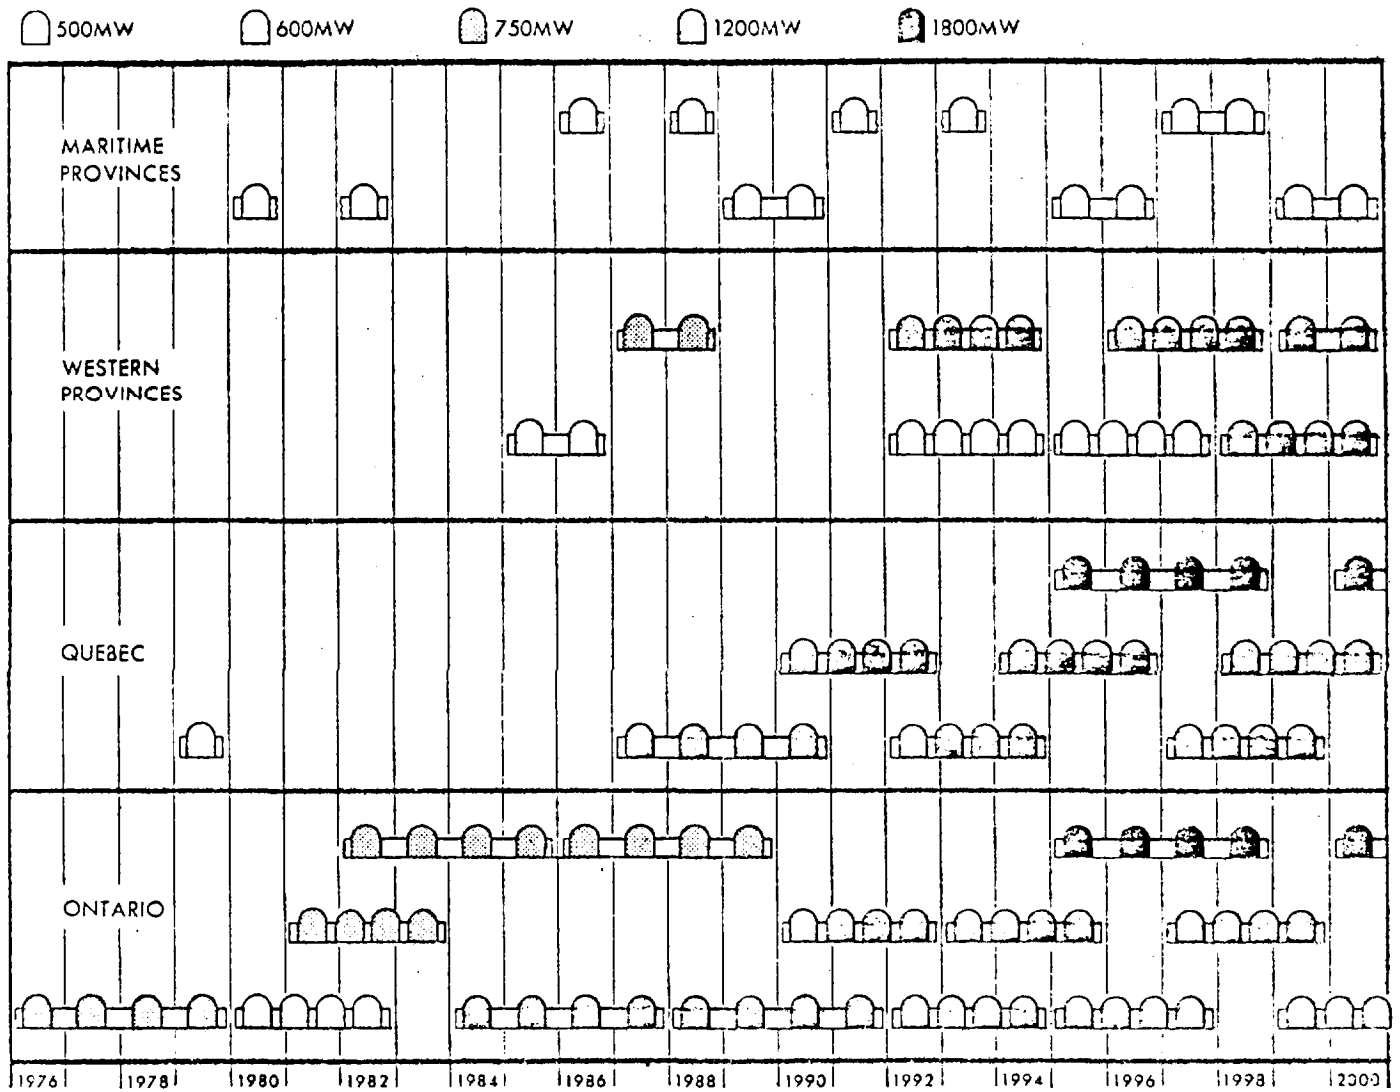 500MW 600MW 750MW 1200MW 1800MW
MARITIME
PROVINCES
WESTERN
PROVINCES
QUEBEC
ONTARIO
1976 1978 1980 1982 1984 1986 1988 1990 1992 1994 1996 1998 2000